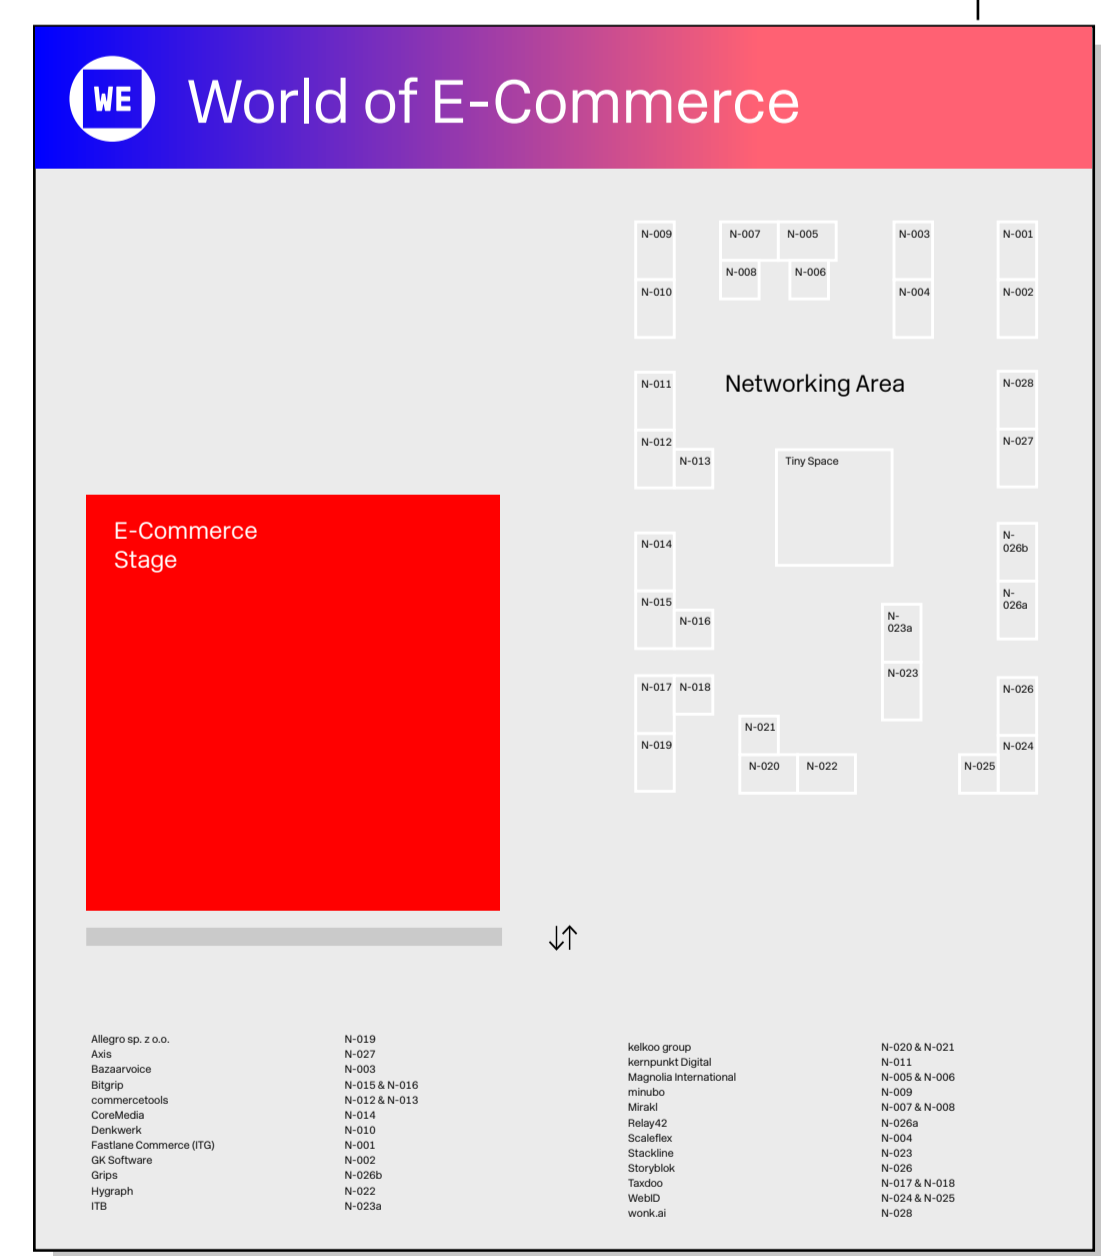 WE
World of E-Commerce
N-009
N-007
N-005
N-003
N-001
N-008
N-006
N-010
N-004
N-002
Networking Area
N-011
N-028
N-012
N-027
N-013
Tiny Space
E-Commerce
Stage
N-014
N-
026b
N-015
N-
026a
N-016
N-
023a
N-017
N-018
N-023
N-026
N-021
N-019
N-024
N-020
N-022
N-025
↓↑
Allegro sp. z o.o. N-019
Axis N-027
Bazaarvoice N-003
Bitgrip N-015 & N-016
commercetools N-012 & N-013
CoreMedia N-014
Denkwerk N-010
Fastlane Commerce (ITG) N-001
GK Software N-002
Grips N-026b
Hygraph N-022
ITB N-023a
kelkoo group N-020 & N-021
kernpunkt Digital N-011
Magnolia International N-005 & N-006
minubo N-009
Mirakl N-007 & N-008
Relay42 N-026a
Scaleflex N-004
Stackline N-023
Storyblok N-026
Taxdoo N-017 & N-018
WebID N-024 & N-025
wonk.ai N-028